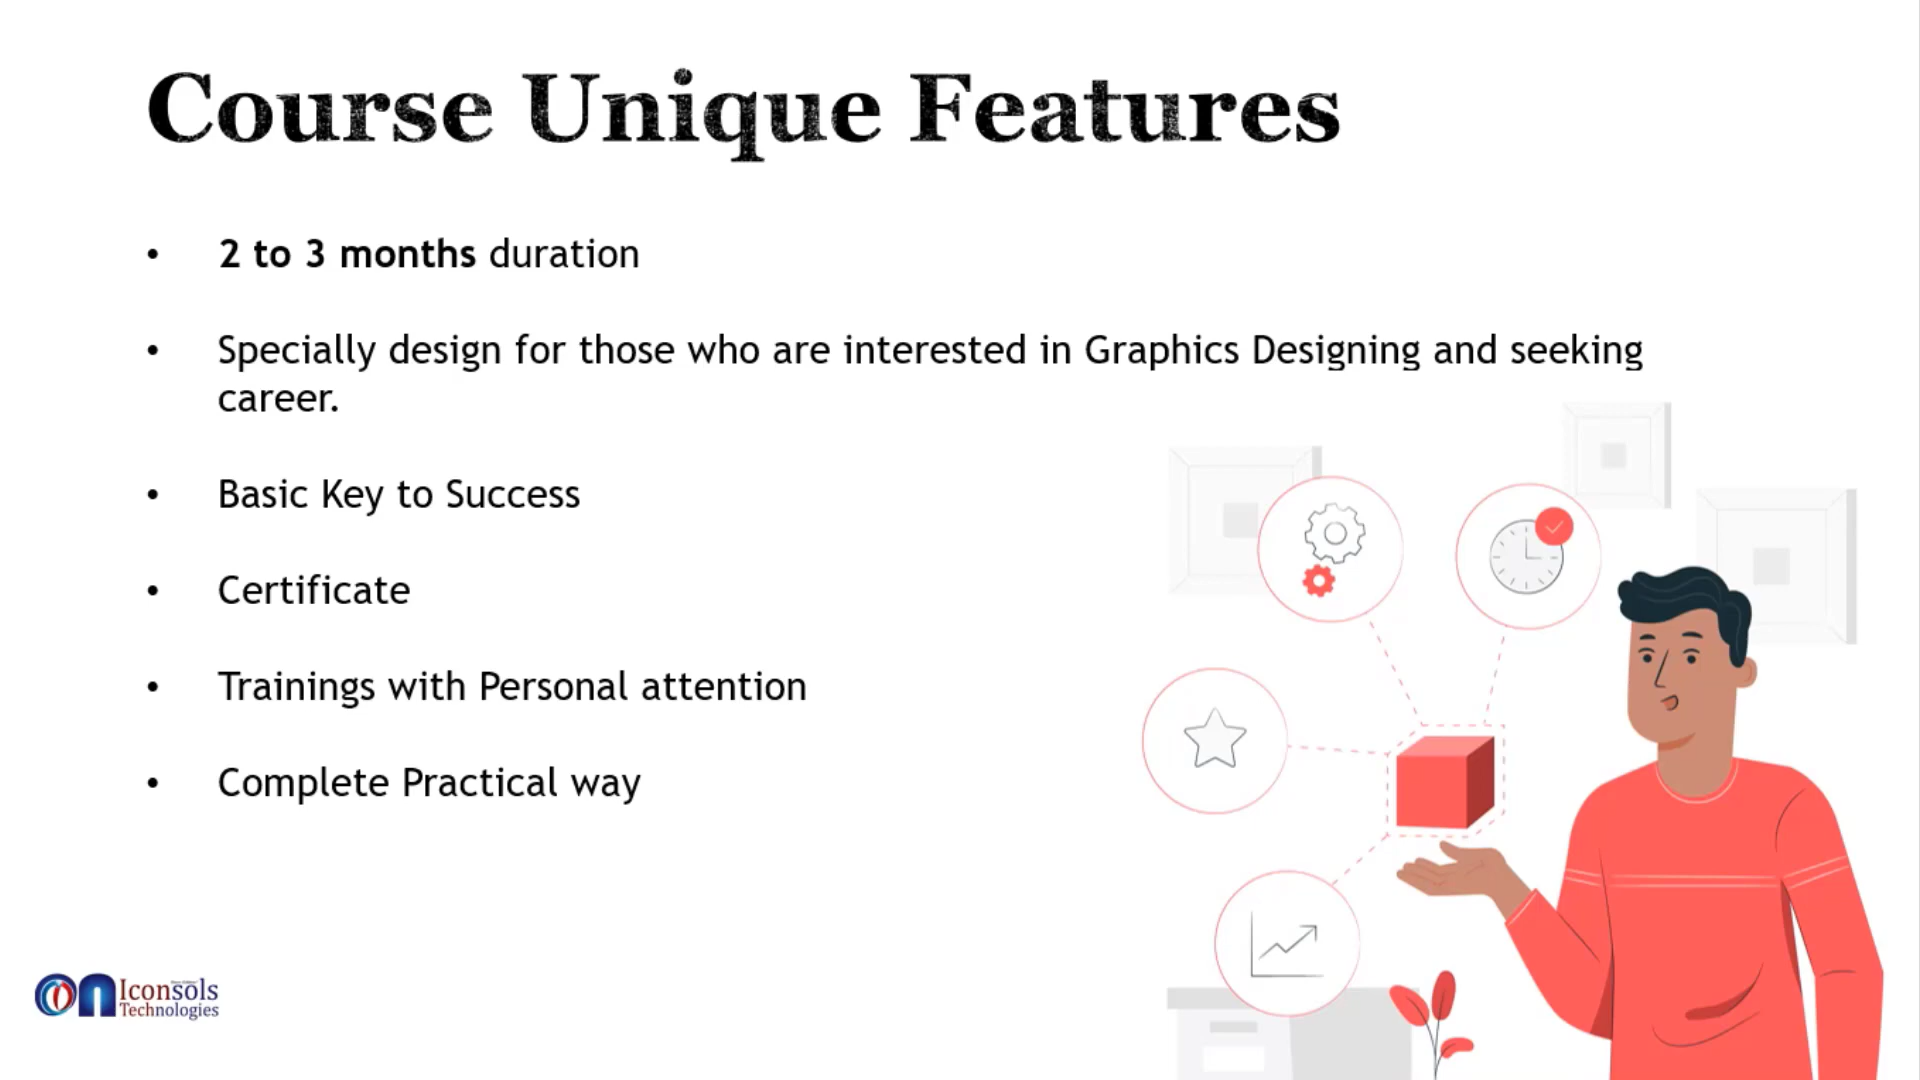 Course Unique Features
• 2 to 3 months duration
• Specially design for those who are interested in Graphics Designing and seeking
career.
• Basic Key to Success
• Certificate
• Trainings with Personal attention
• Complete Practical way
Iconsols
Technologies